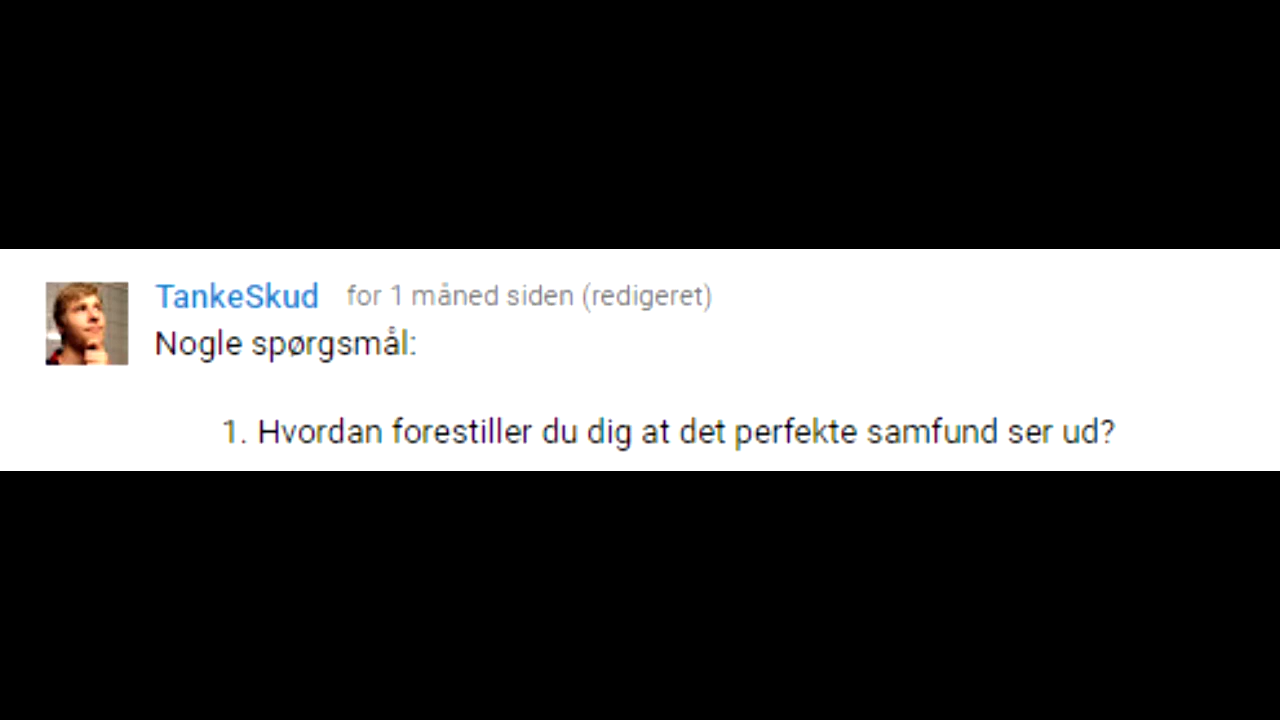 TankeSkud for 1 måned siden (redigeret)
Nogle spørgsmål:
1. Hvordan forestiller du dig at det perfekte samfund ser ud?